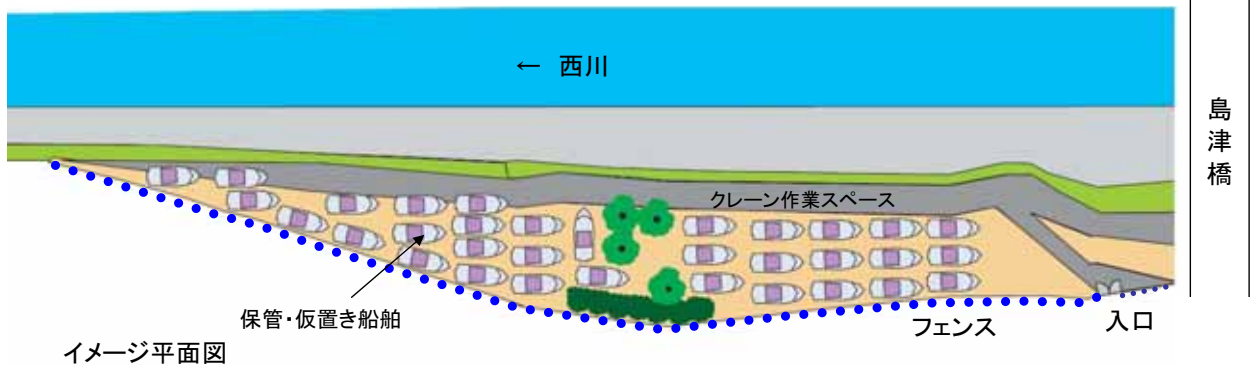 ← 西川
島津橋
クレーン作業スペース
保管・仮置き船舶
フェンス
入口
イメージ平面図